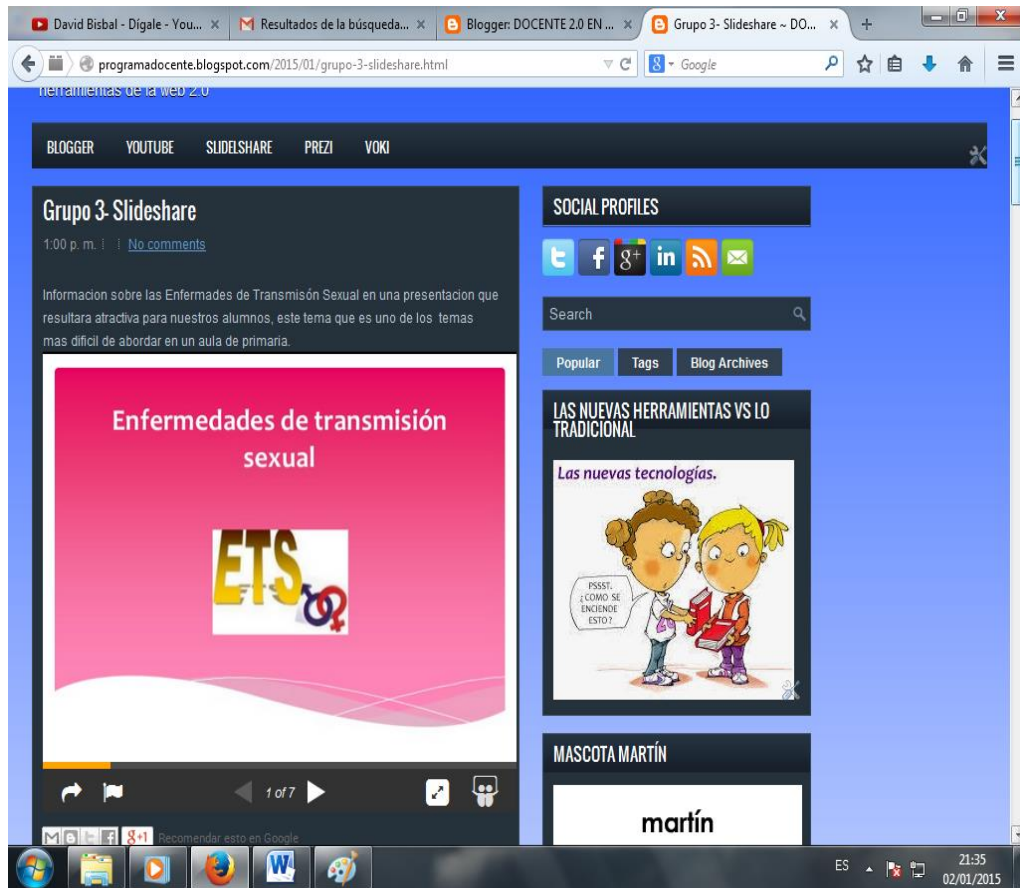 David Bisbal - Dígale - You...
Resultados de la búsqueda...
Blogger: DOCENTE 2.0 EN ...
Grupo 3- Slideshare ~ DO...
programadocente.blogspot.com/2015/01/grupo-3-slideshare.html
Google
herramientas de la web 2.0
BLOGGER YOUTUBE SLIDELSHARE PREZI VOKI
Grupo 3- Slideshare
1:00 p. m. No comments
Informacion sobre las Enfermades de Transmisón Sexual en una presentacion que
resultara atractiva para nuestros alumnos, este tema que es uno de los temas
mas dificil de abordar en un aula de primaria.
Enfermedades de transmisión
sexual
ETS
1 of 7
Recomendar esto en Google
SOCIAL PROFILES
Search
Popular Tags Blog Archives
LAS NUEVAS HERRAMIENTAS VS LO
TRADICIONAL
Las nuevas tecnologías.
PSSST.
¿COMO SE
ENCIENDE
ESTO?
MASCOTA MARTÍN
martín
ES
21:35
02/01/2015